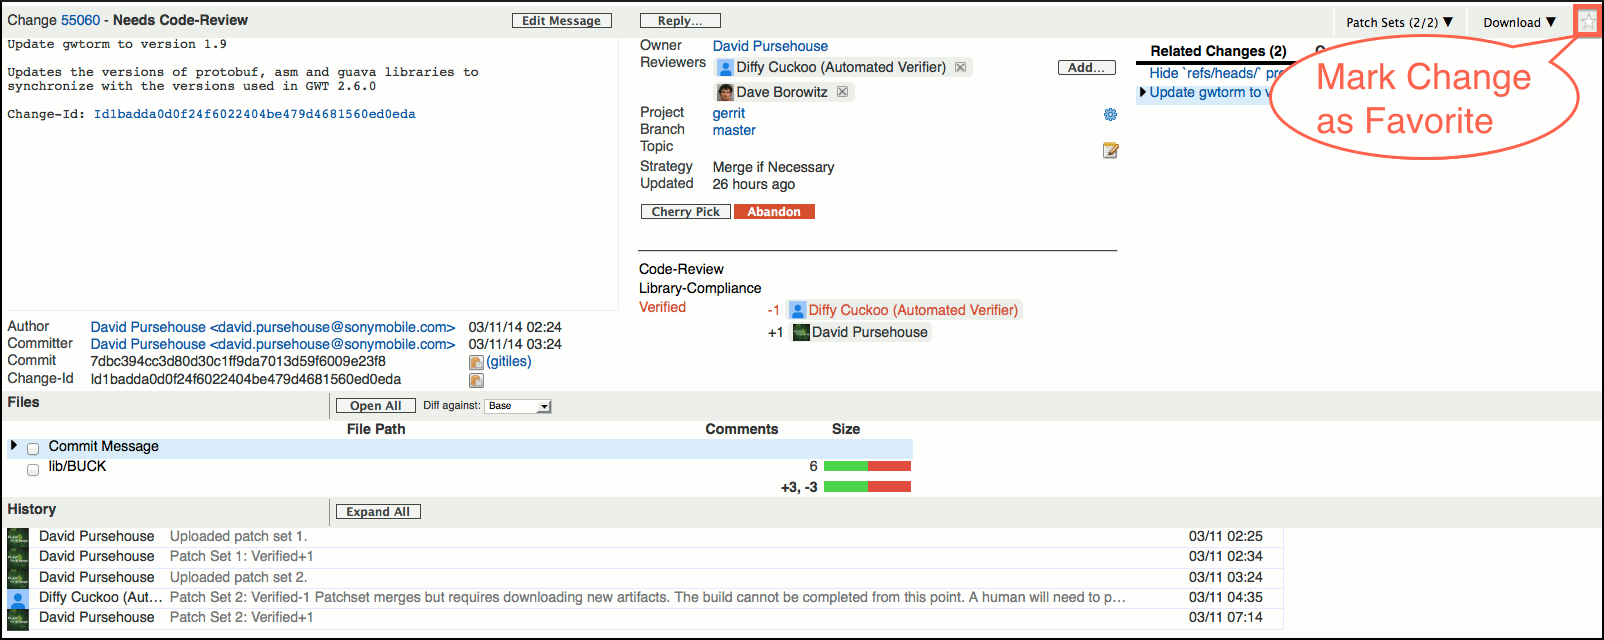 Change 55060 - Needs Code-Review
Edit Message
Reply...
Patch Sets (2/2) ▼
Download ▼
Update gwtorm to version 1.9
Updates the versions of protobuf, asm and guava libraries to
synchronize with the versions used in GWT 2.6.0
Change-Id: Id1badda0d0f24f6022404be479d4681560ed0eda
Owner David Pursehouse
Reviewers Diffy Cuckoo (Automated Verifier)
Add...
Dave Borowitz
Project gerrit
Branch master
Topic
Strategy Merge if Necessary
Updated 26 hours ago
Cherry Pick
Abandon
Related Changes (2)
Hide `refs/heads/`
Update gwtorm to
Mark Change
as Favorite
Code-Review
Library-Compliance
Verified -1 Diffy Cuckoo (Automated Verifier)
+1 David Pursehouse
Author David Pursehouse <david.pursehouse@sonymobile.com> 03/11/14 02:24
Committer David Pursehouse <david.pursehouse@sonymobile.com> 03/11/14 03:24
Commit 7dbc394cc3d80d30c1ff9da7013d59f6009e23f8 (gitiles)
Change-Id Id1badda0d0f24f6022404be479d4681560ed0eda
Files
Open All
Diff against: Base
File Path Comments Size
Commit Message
lib/BUCK 6
+3, -3
History
Expand All
David Pursehouse Uploaded patch set 1. 03/11 02:25
David Pursehouse Patch Set 1: Verified+1 03/11 02:34
David Pursehouse Uploaded patch set 2. 03/11 03:24
Diffy Cuckoo (Aut... Patch Set 2: Verified-1 Patchset merges but requires downloading new artifacts. The build cannot be completed from this point. A human will need to p... 03/11 04:35
David Pursehouse Patch Set 2: Verified+1 03/11 07:14